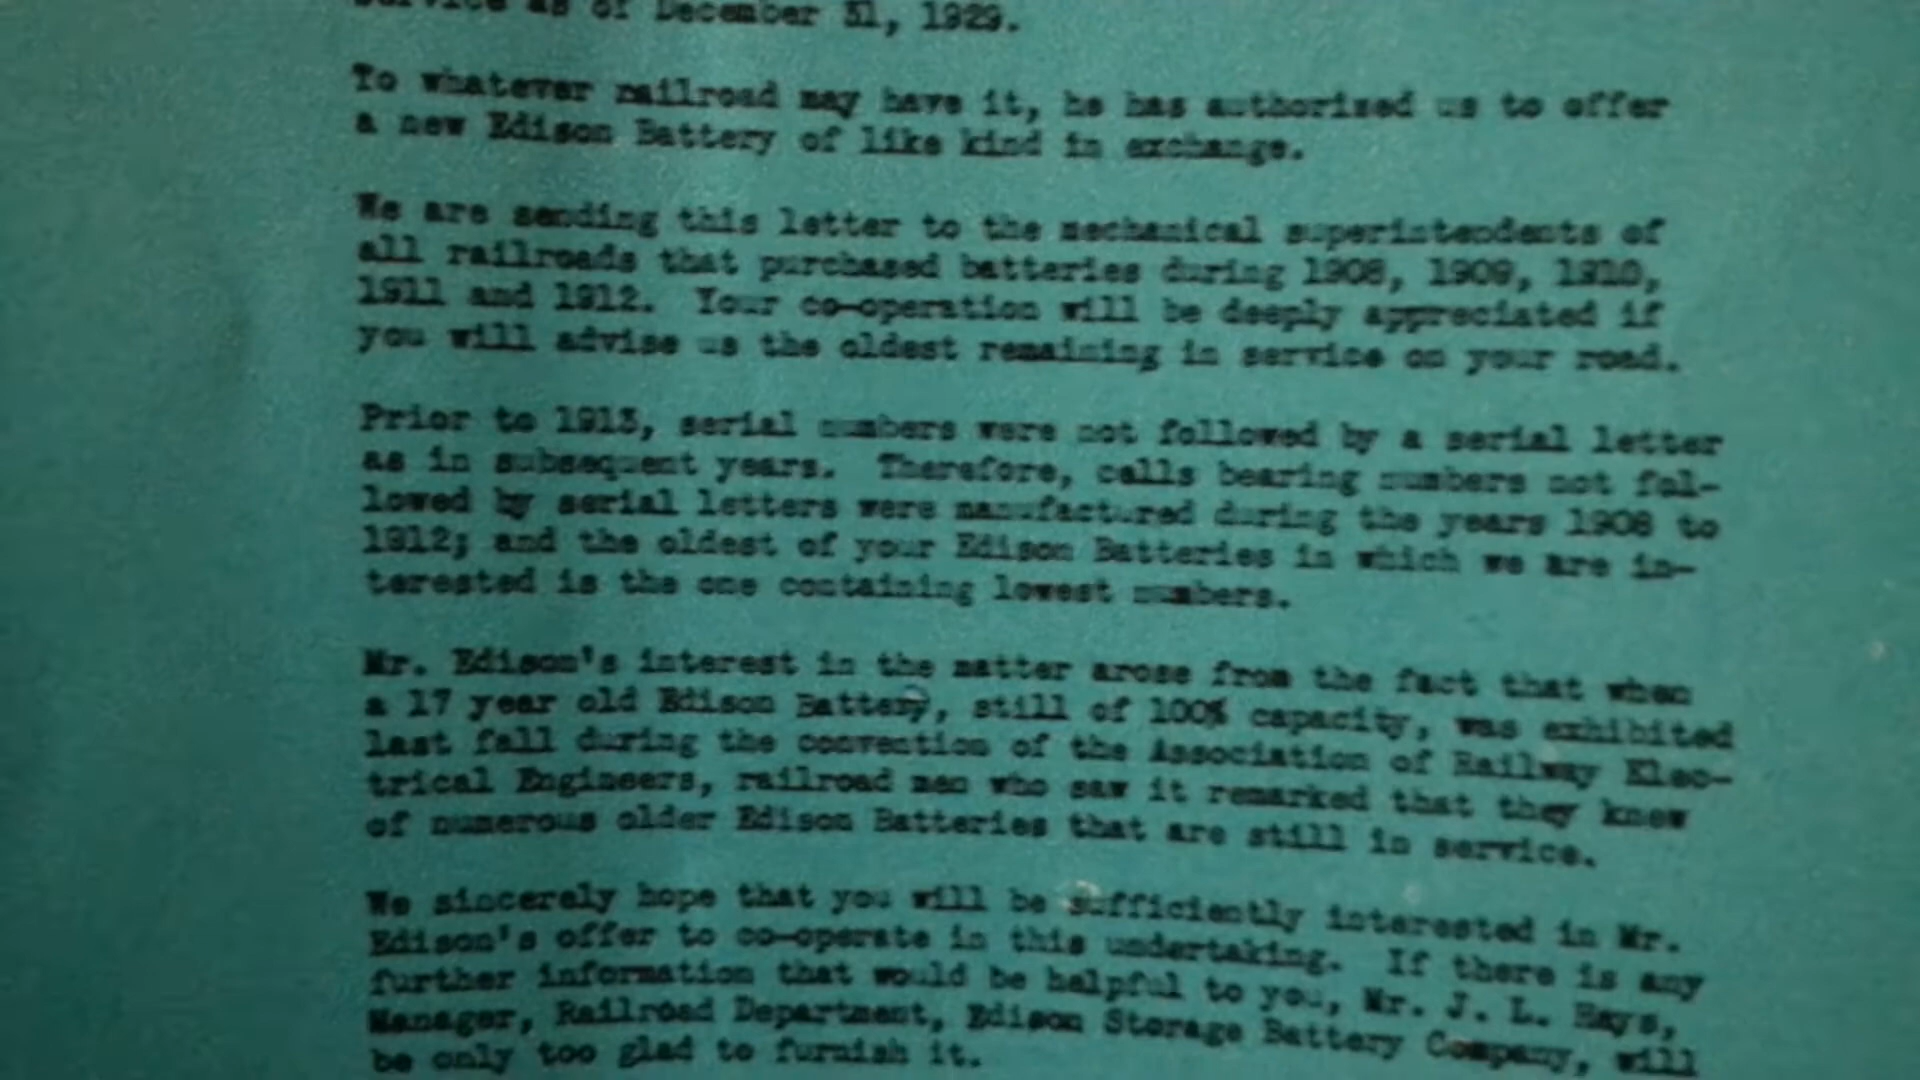 Service as of December 31, 1929.
To whatever railroad may have it, he has authorized us to offer
a new Edison Battery of like kind in exchange.
We are sending this letter to the mechanical superintendents of
all railroads that purchased batteries during 1908, 1909, 1910,
1911 and 1912. Your co-operation will be deeply appreciated if
you will advise us the oldest remaining in service on your road.
Prior to 1913, serial numbers were not followed by a serial letter
as in subsequent years. Therefore, cells bearing numbers not fol-
lowed by serial letters were manufactured during the years 1908 to
1912; and the oldest of your Edison Batteries in which we are in-
terested is the one containing lowest numbers.
Mr. Edison's interest in the matter arose from the fact that when
a 17 year old Edison Battery, still of 100% capacity, was exhibited
last fall during the convention of the Association of Railway Elec-
trical Engineers, railroad men who saw it remarked that they knew
of numerous older Edison Batteries that are still in service.
We sincerely hope that you will be sufficiently interested in Mr.
Edison's offer to co-operate in this undertaking. If there is any
further information that would be helpful to you, Mr. J. L. Hays,
Manager, Railroad Department, Edison Storage Battery Company, will
be only too glad to furnish it.